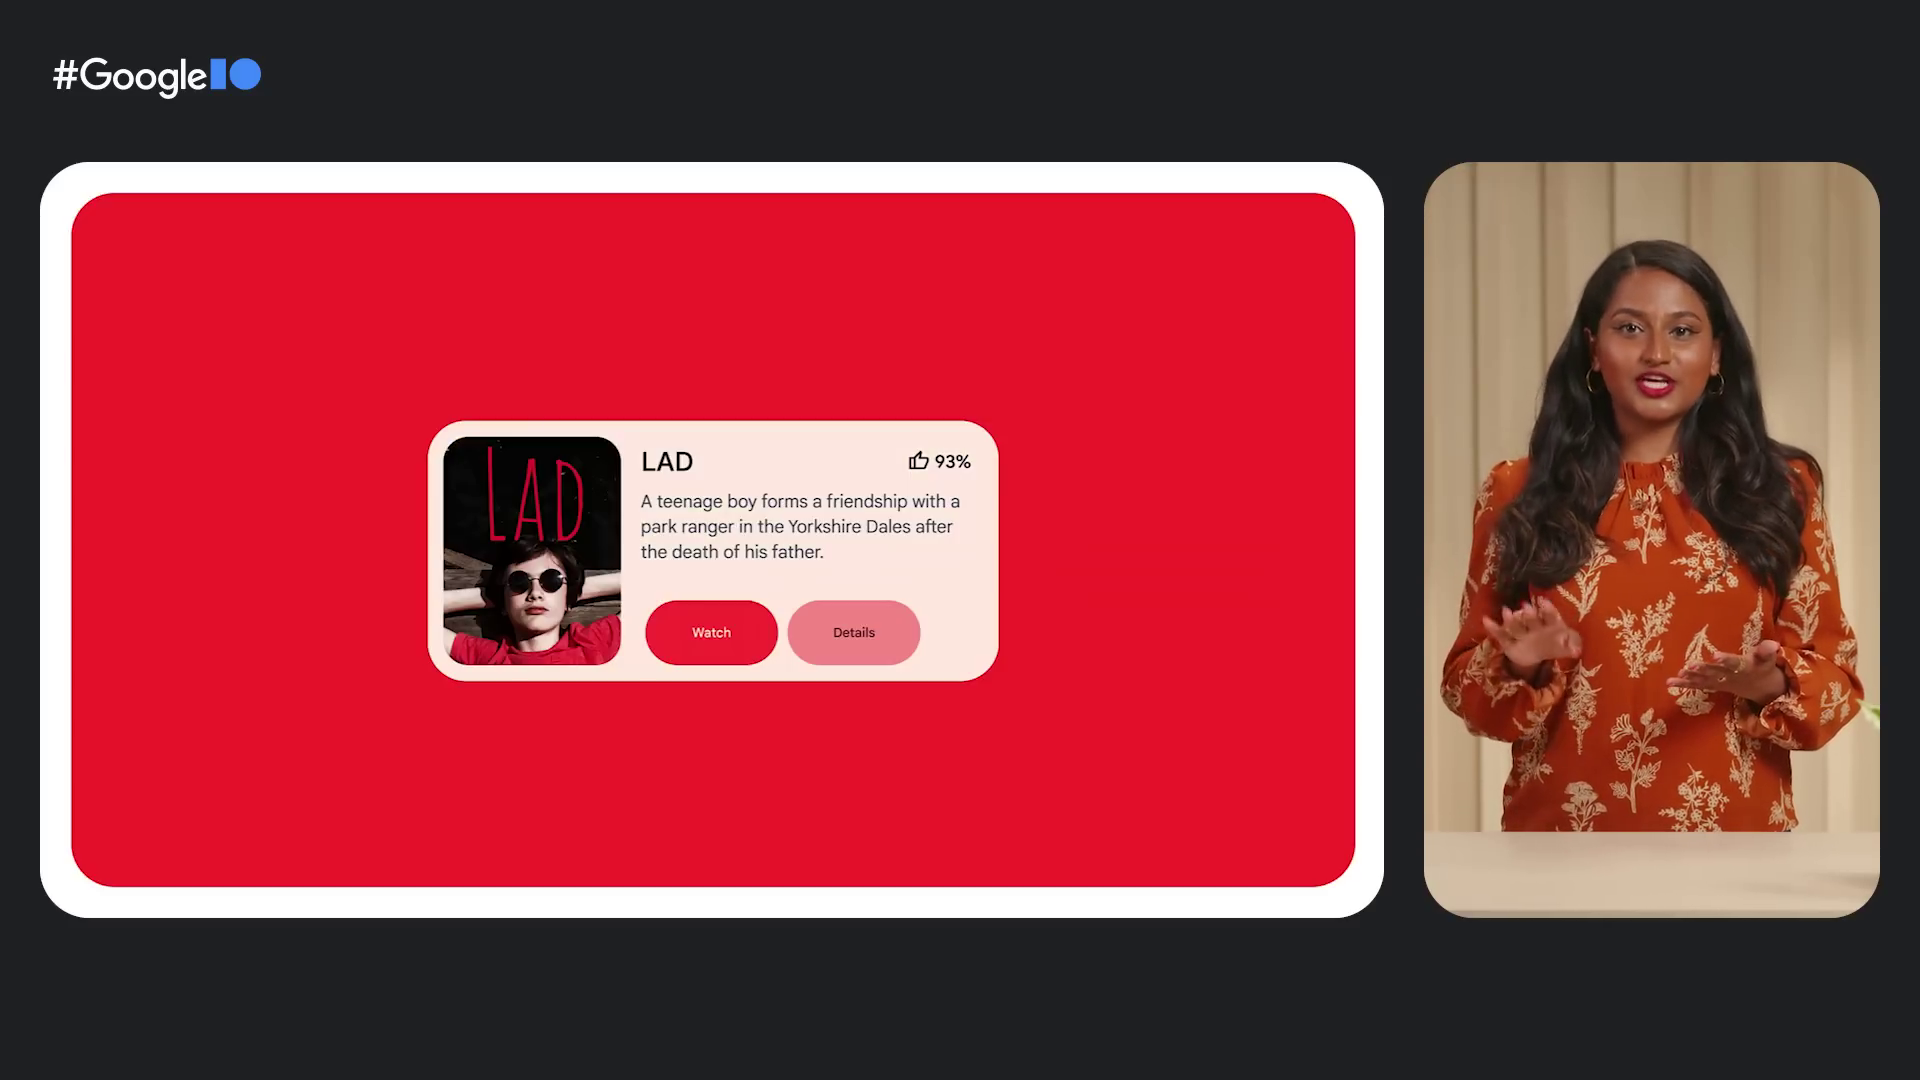 #GoogleIO
LAD
LAD
93%
A teenage boy forms a friendship with a
park ranger in the Yorkshire Dales after
the death of his father.
Watch
Details